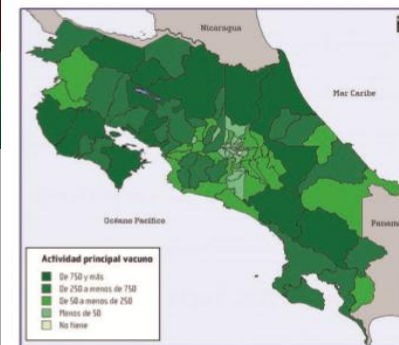 Nicaragua
Mar Caribe
Océano Pacífico
Panamá
Actividad principal vacuno
De 750 y más
De 250 a menos de 750
De 50 a menos de 250
Menos de 50
No tiene